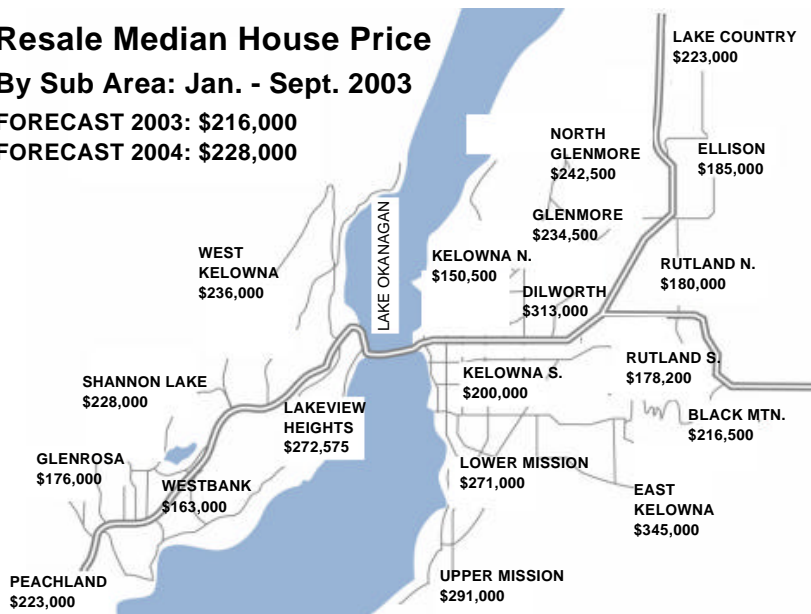 Resale Median House Price
By Sub Area: Jan. - Sept. 2003
FORECAST 2003: $216,000
FORECAST 2004: $228,000
LAKE COUNTRY
$223,000
NORTH
GLENMORE
$242,500
ELLISON
$185,000
GLENMORE
$234,500
LAKE OKANAGAN
WEST
KELOWNA
$236,000
KELOWNA N.
$150,500
RUTLAND N.
$180,000
DILWORTH
$313,000
RUTLAND S.
$178,200
KELOWNA S.
$200,000
SHANNON LAKE
$228,000
LAKEVIEW
HEIGHTS
$272,575
BLACK MTN.
$216,500
GLENROSA
$176,000
WESTBANK
$163,000
LOWER MISSION
$271,000
EAST
KELOWNA
$345,000
PEACHLAND
$223,000
UPPER MISSION
$291,000